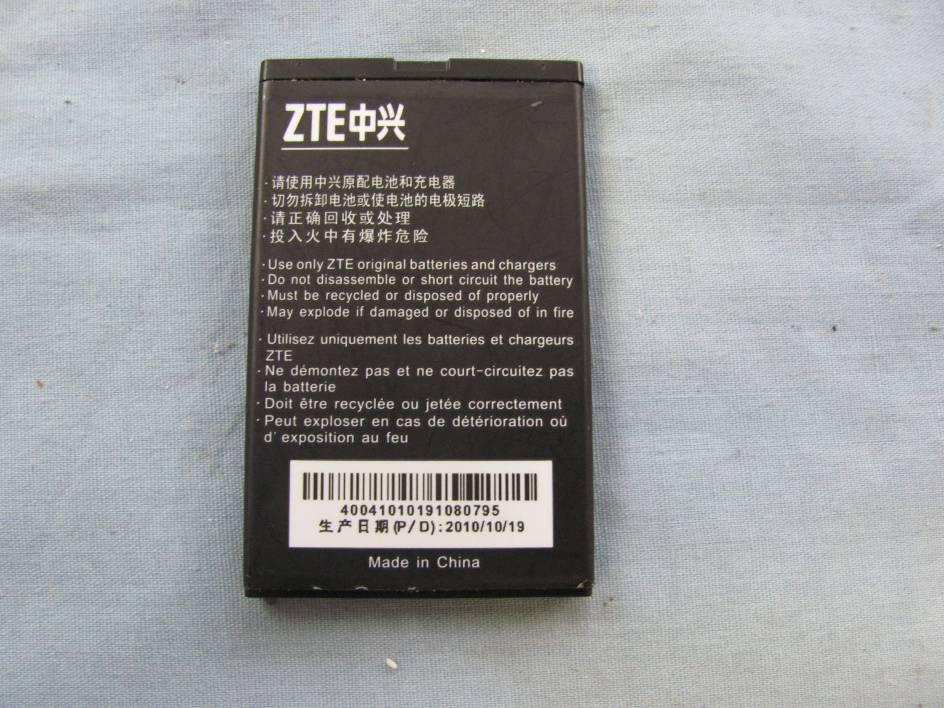 ZTE中兴
·请使用中兴原配电池和充电器
·切勿拆卸电池或使电池的电极短路
·请正确回收或处理
·投入火中有爆炸危险
·Use only ZTE original batteries and chargers
·Do not disassemble or short circuit the battery
·Must be recycled or disposed of properly
·May explode if damaged or disposed of in fire
·Utilisez uniquement les batteries et chargeurs
ZTE
·Ne démontez pas et ne court-circuitez pas
la batterie
·Doit être recyclée ou jetée correctement
·Peut exploser en cas de détérioration où
d' exposition au feu
40041010191080795
生产日期(P/D):2010/10/19
Made in China